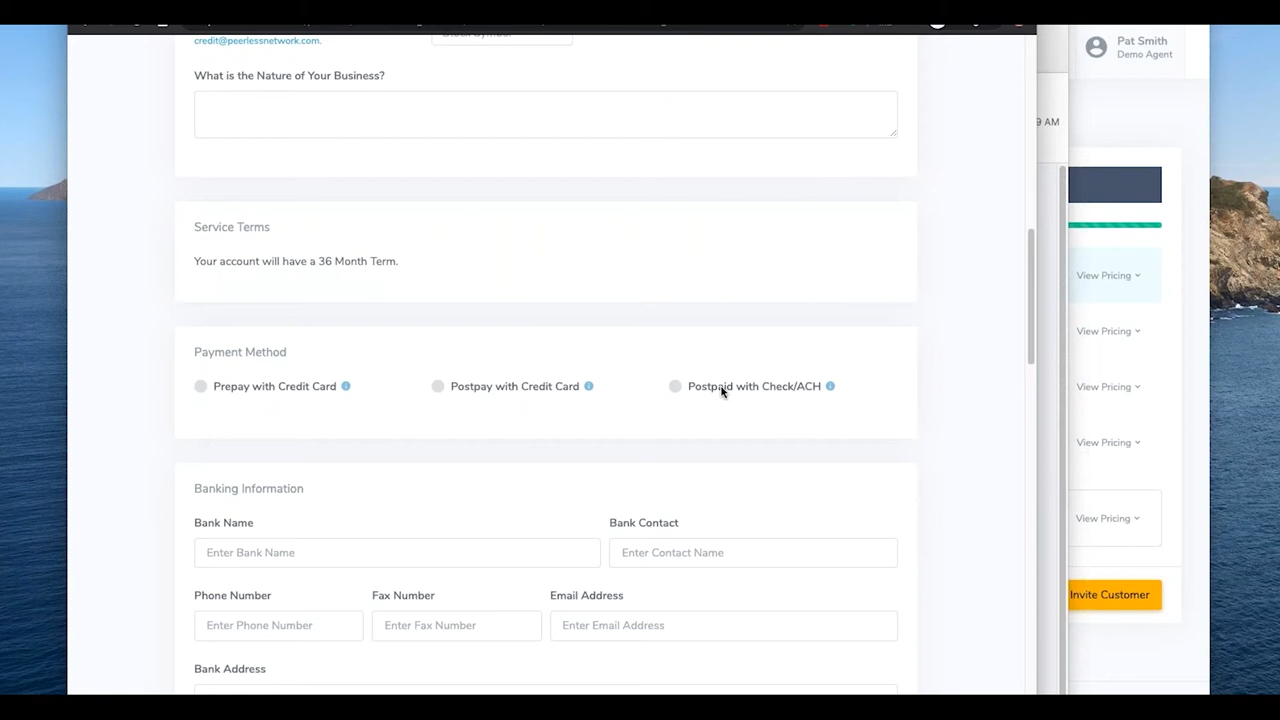 Pat Smith
Demo Agent
credit@peerlessnetwork.com.
What is the Nature of Your Business?
9 AM
Service Terms
Your account will have a 36 Month Term.
View Pricing
View Pricing
Payment Method
Prepay with Credit Card
Postpay with Credit Card
Postpaid with Check/ACH
View Pricing
View Pricing
Banking Information
View Pricing
Bank Name
Bank Contact
Enter Bank Name
Enter Contact Name
Phone Number
Fax Number
Email Address
Invite Customer
Enter Phone Number
Enter Fax Number
Enter Email Address
Bank Address